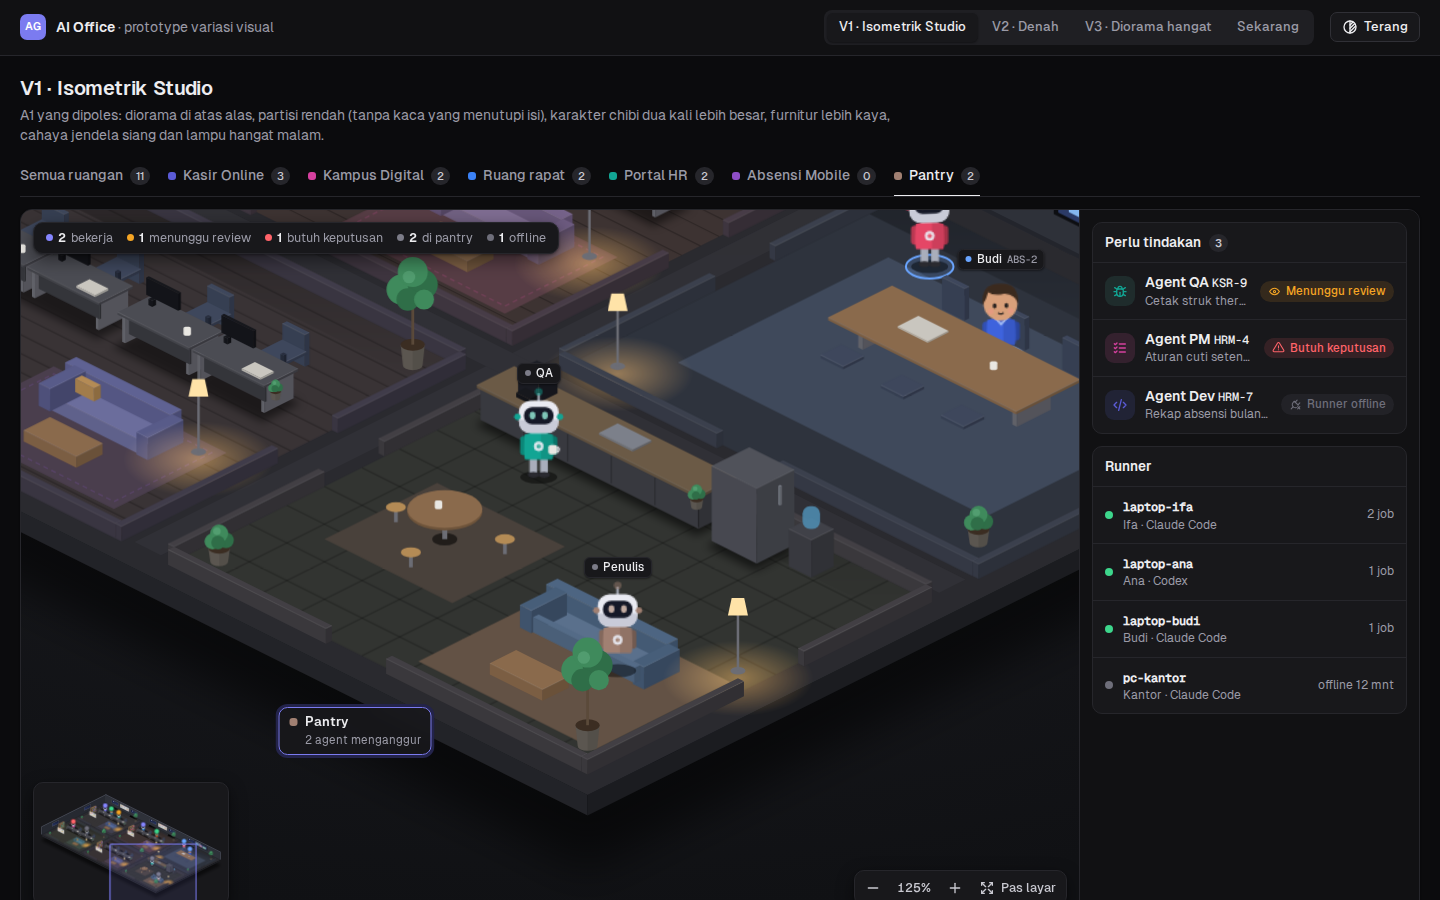 AG AI Office · prototype variasi visual
V1 · Isometrik Studio V2 · Denah V3 · Diorama hangat Sekarang Terang
V1 · Isometrik Studio
A1 yang dipoles: diorama di atas alas, partisi rendah (tanpa kaca yang menutupi isi), karakter chibi dua kali lebih besar, furnitur lebih kaya,
cahaya jendela siang dan lampu hangat malam.
Semua ruangan 11 Kasir Online 3 Kampus Digital 2 Ruang rapat 2 Portal HR 2 Absensi Mobile 0 Pantry 2
2 bekerja 1 menunggu review 1 butuh keputusan 2 di pantry 1 offline
Budi ABS-2
QA
Penulis
Pantry
2 agent menganggur
125% Pas layar
Perlu tindakan 3
Agent QA KSR-9
Cetak struk ther...
Menunggu review
Agent PM HRM-4
Aturan cuti seten...
Butuh keputusan
Agent Dev HRM-7
Rekap absensi bulan...
Runner offline
Runner
laptop-ifa
Ifa · Claude Code
2 job
laptop-ana
Ana · Codex
1 job
laptop-budi
Budi · Claude Code
1 job
pc-kantor
Kantor · Claude Code
offline 12 mnt